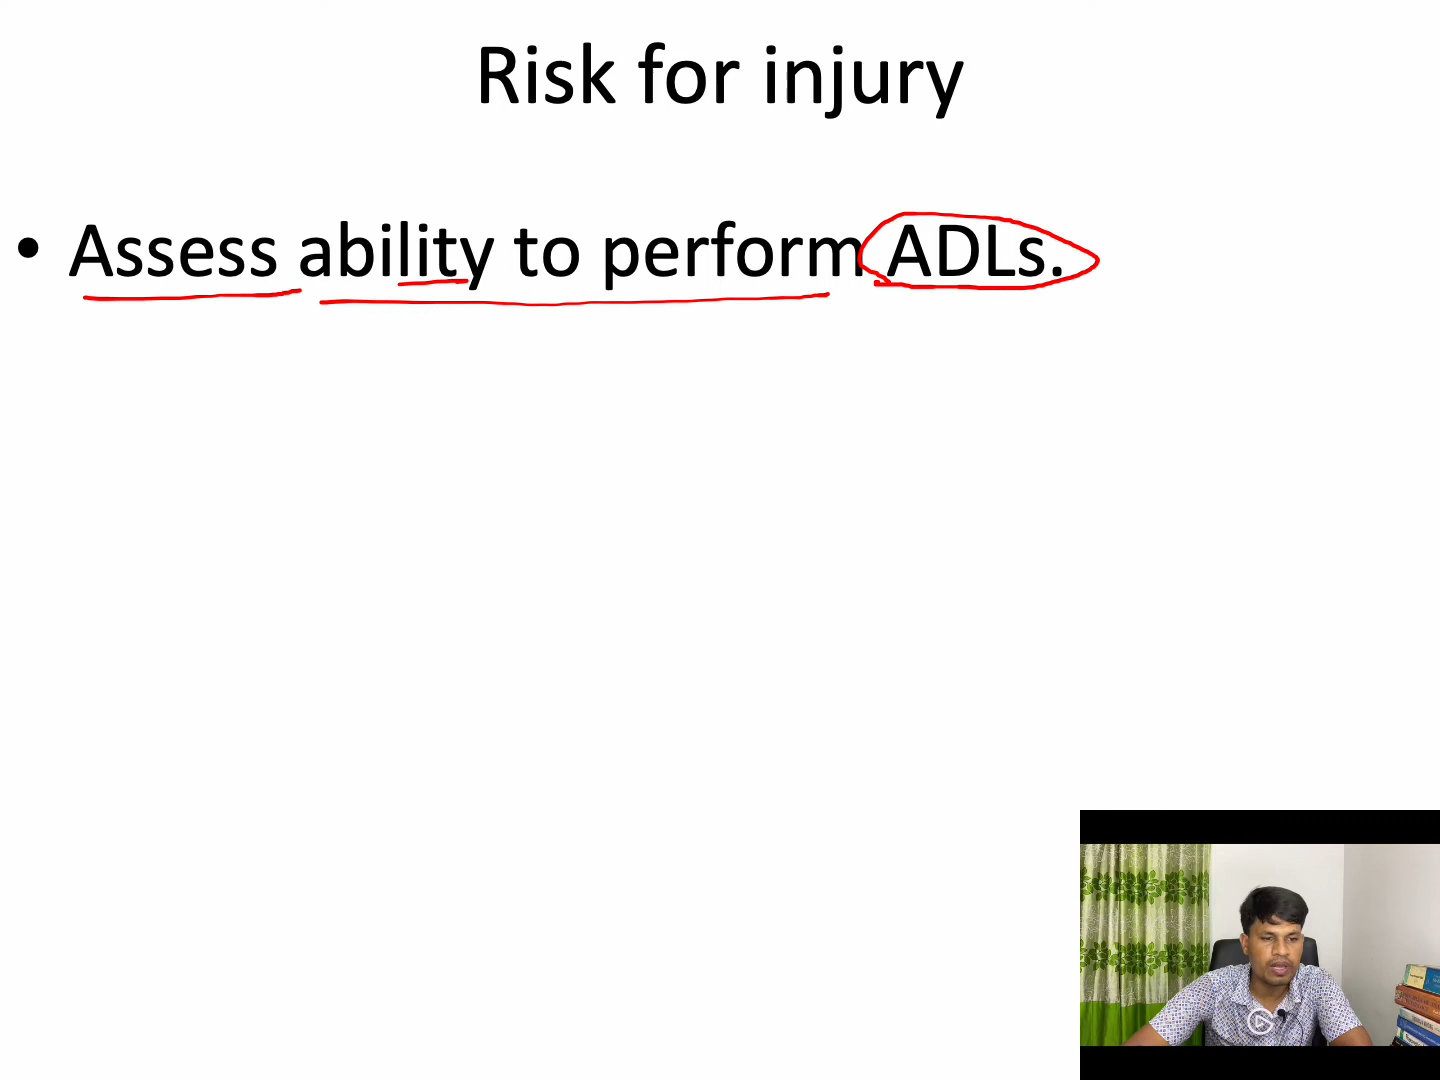 Risk for injury
• Assess ability to perform ADLs.